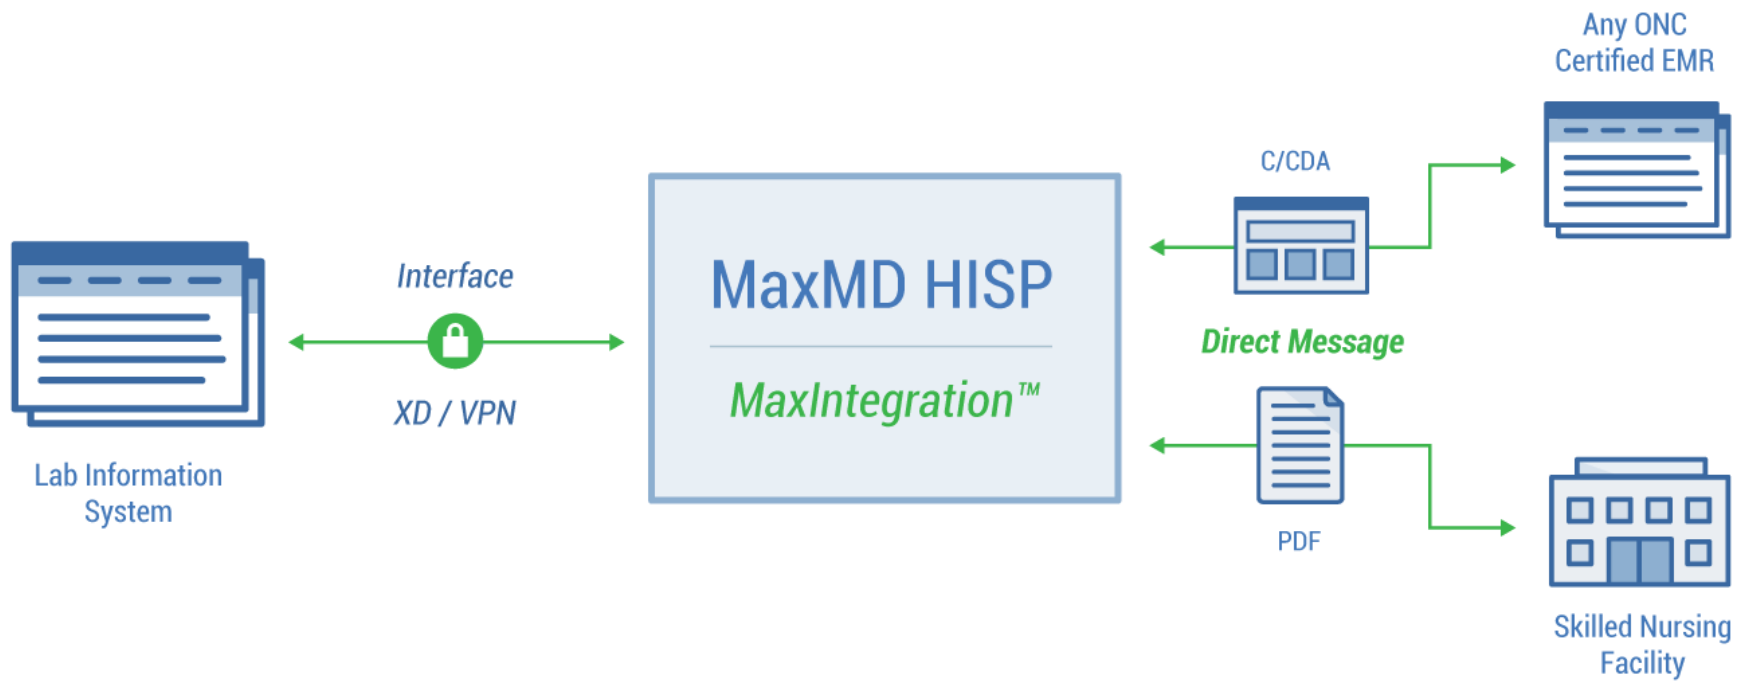 Lab Information
System
Interface
XD / VPN
MaxMD HISP
MaxIntegration™
C/CDA
Direct Message
PDF
Any ONC
Certified EMR
Skilled Nursing
Facility